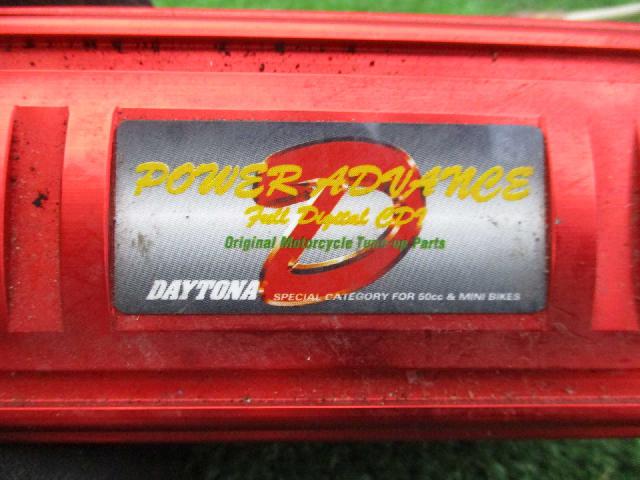 POWER ADVANCE
Full Digital CDI
Original Motorcycle Tune-up Parts
DAYTONA
SPECIAL CATEGORY FOR 50cc & MINI BIKES